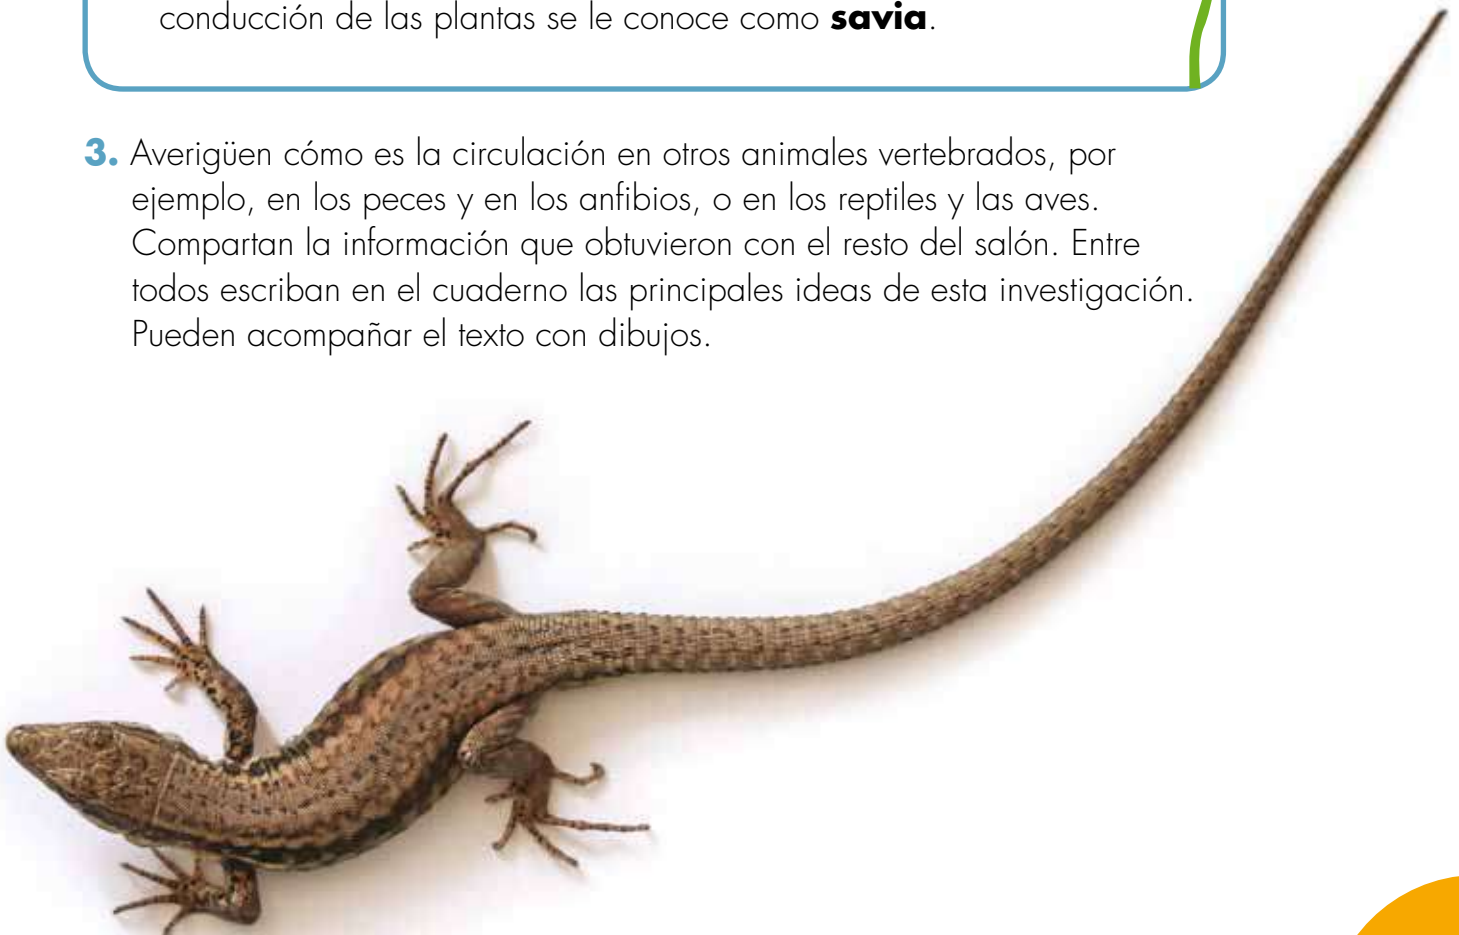 conducción de las plantas se le conoce como savia.
3. Averigüen cómo es la circulación en otros animales vertebrados, por
ejemplo, en los peces y en los anfibios, o en los reptiles y las aves.
Compartan la información que obtuvieron con el resto del salón. Entre
todos escriban en el cuaderno las principales ideas de esta investigación.
Pueden acompañar el texto con dibujos.